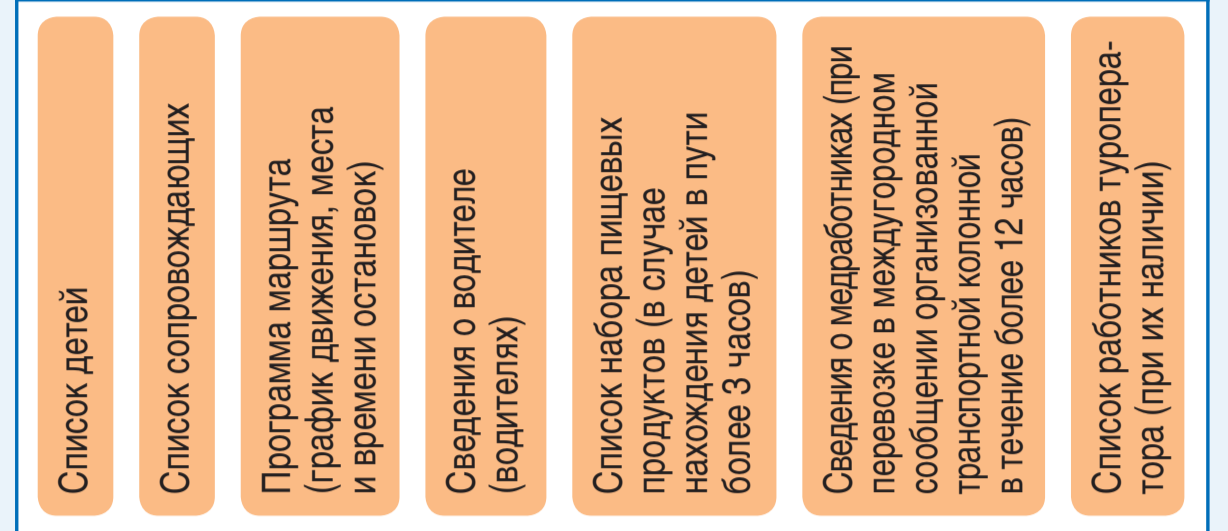 Список детей
Список сопровождающих
Программа маршрута
(график движения, места
и времени остановок)
Сведения о водителе
(водителях)
Список набора пищевых
продуктов (в случае
нахождения детей в пути
более 3 часов)
Сведения о медработниках (при
перевозке в междугородном
сообщении организованной
транспортной колонной
в течение более 12 часов)
Список работников туропера-
тора (при их наличии)